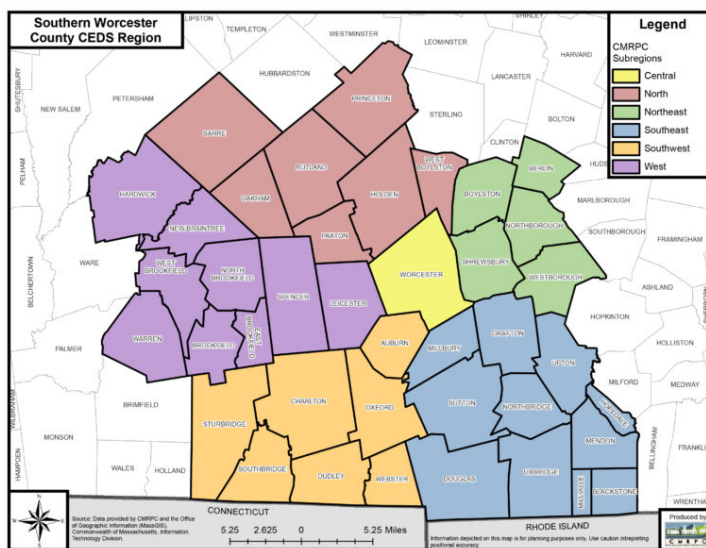 Southern Worcester
County CEDS Region
Legend
CMRPC
Subregions
Central
North
Northeast
Southeast
Southwest
West
TEMPLETON
WESTMINSTER
LEOMINSTER
SHIRLEY
HARVARD
HUBBARDSTON
LANCASTER
SHUTESBURY
NEW SALEM
PETERSHAM
PRINCETON
STERLING
BOLTON
CLINTON
BARRE
RUTLAND
WEST
BOYLSTON
BERLIN
PELHAM
HARDWICK
OAKHAM
HOLDEN
BOYLSTON
MARLBOROUGH
NEW BRAINTREE
PAXTON
NORTHBOROUGH
SOUTHBOROUGH
FRAMINGHAM
WARE
BELCHERTOWN
WEST
BROOKFIELD
NORTH
BROOKFIELD
SPENCER
LEICESTER
WORCESTER
SHREWSBURY
WESTBOROUGH
ASHLAND
HOPKINTON
HOLLISTON
PALMER
WARREN
BROOKFIELD
EAST
BROOKFIELD
AUBURN
MILLBURY
GRAFTON
UPTON
MILFORD
MEDWAY
BRIMFIELD
STURBRIDGE
CHARLTON
OXFORD
SUTTON
NORTHBRIDGE
HOPEDALE
MENDON
BELLINGHAM
WILBRAHAM
HAMPDEN
MONSON
WALES
HOLLAND
SOUTHBRIDGE
DUDLEY
WEBSTER
DOUGLAS
UXBRIDGE
MILLVILLE
BLACKSTONE
N
W
E
S
Source: Data provided by CMRPC and the Office
of Geographic Information (MassGIS),
Commonwealth of Massachusetts, Information
Technology Division.
CONNECTICUT
5.25 2.625 0 5.25 Miles
RHODE ISLAND
Information depicted on this map is for planning purposes only. Use caution intrepreting
positional accuracy.
Produced by
CMRPC